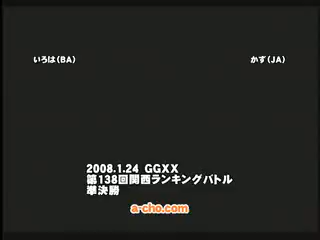 いろは(BA)
かず(JA)
2008.1.24 GGXX
第138回関西ランキングバトル
準決勝
a-cho.com